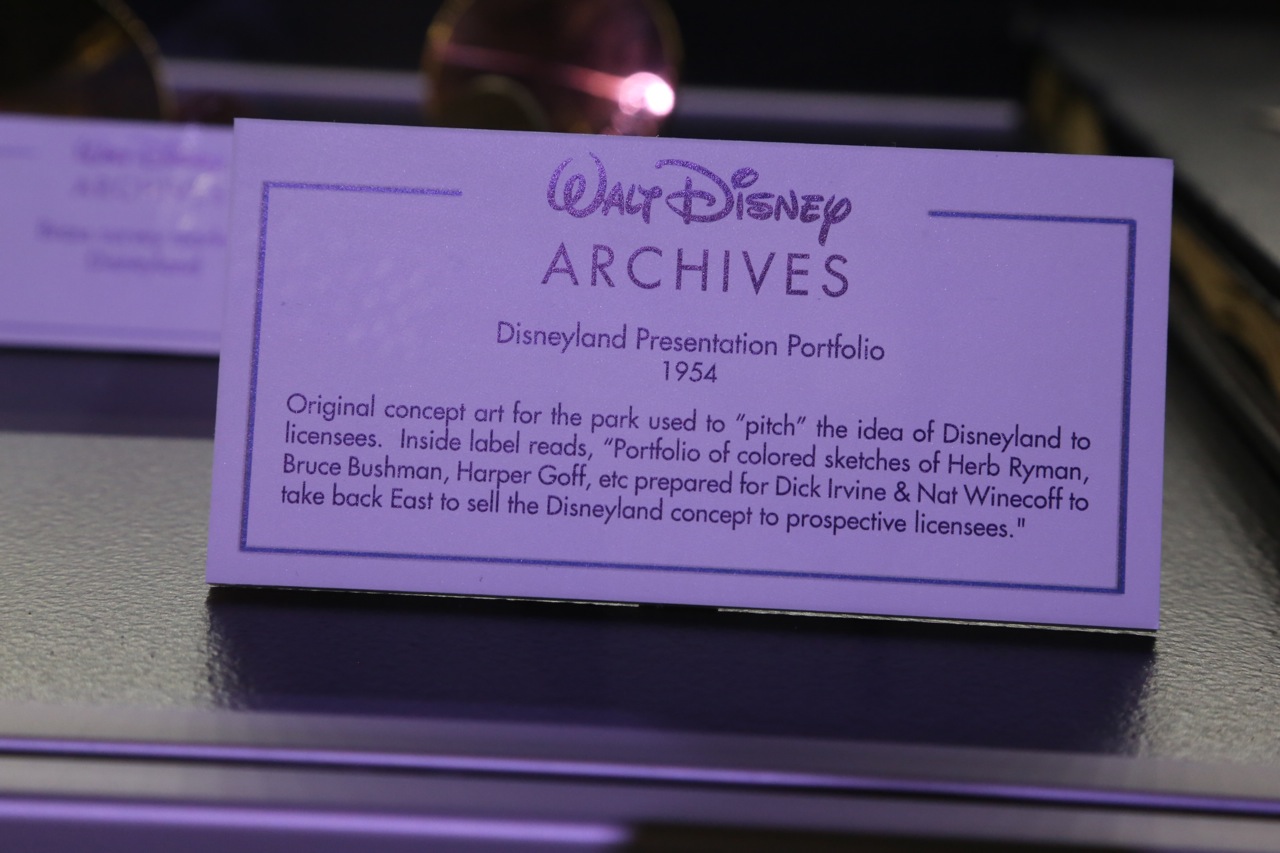 WALT DISNEY
ARCHIVES
Disneyland Presentation Portfolio
1954
Original concept art for the park used to “pitch” the idea of Disneyland to
licensees.  Inside label reads, “Portfolio of colored sketches of Herb Ryman,
Bruce Bushman, Harper Goff, etc prepared for Dick Irvine & Nat Winecoff to
take back East to sell the Disneyland concept to prospective licensees."